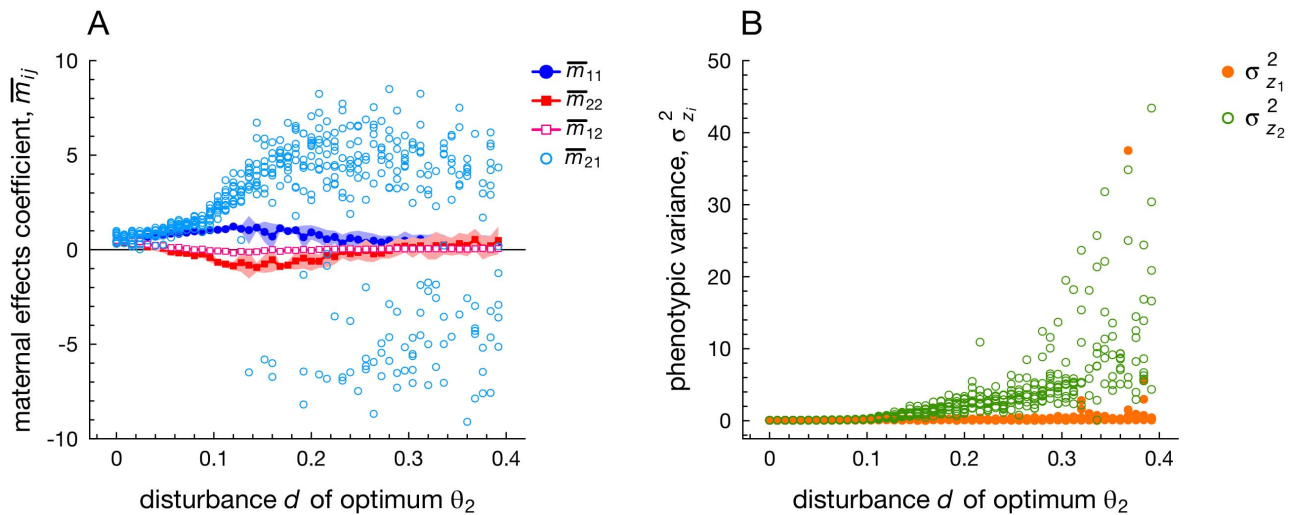 A
maternal effects coefficient, m̅ij
10
5
0
-5
-10
0
0.1
0.2
0.3
0.4
disturbance d of optimum θ2
m̅11
m̅22
m̅12
m̅21
B
phenotypic variance, σ²zi
50
40
30
20
10
0
0
0.1
0.2
0.3
0.4
disturbance d of optimum θ2
σ²z1
σ²z2